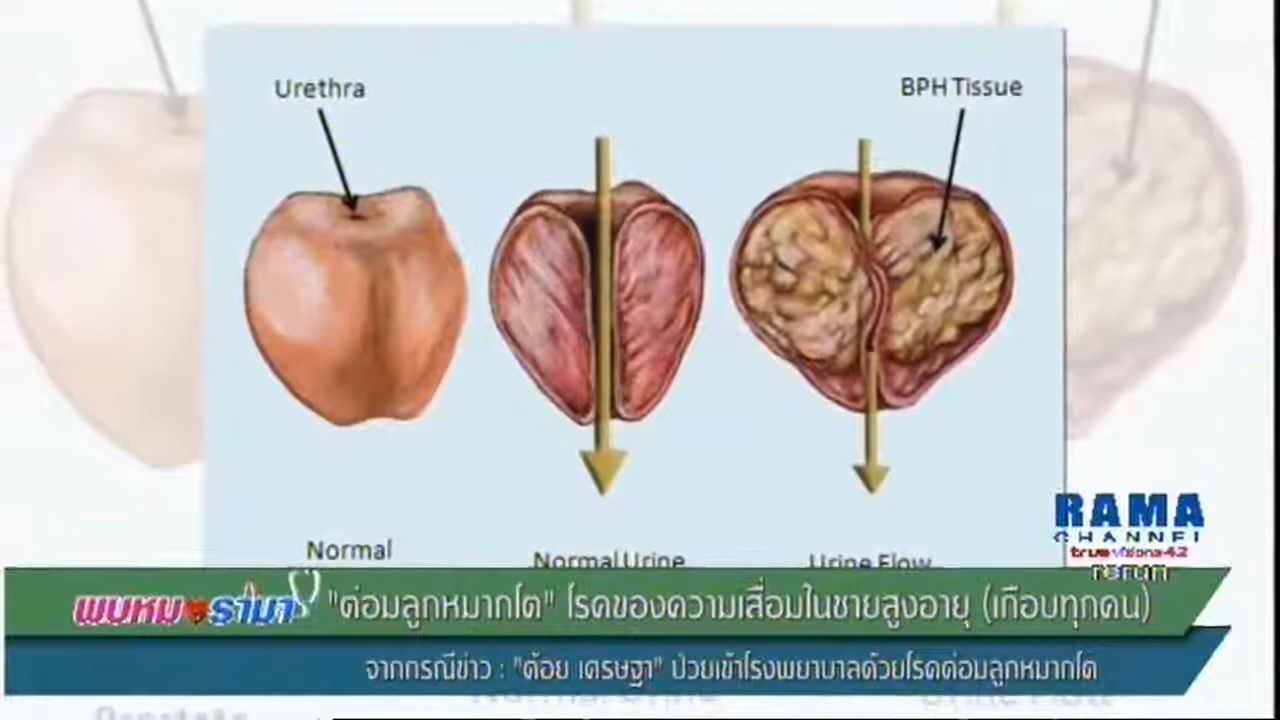 Urethra
BPH Tissue
Normal
Normal Urine
Urine Flow
RAMA
CHANNEL
truevisions42
rerun
พบหมอรามา
"ต่อมลูกหมากโต" โรคของความเสื่อมในชายสูงอายุ (เกือบทุกคน)
จากกรณีข่าว : "ต้อย เศรษฐา" ป่วยเข้าโรงพยาบาลด้วยโรคต่อมลูกหมากโต